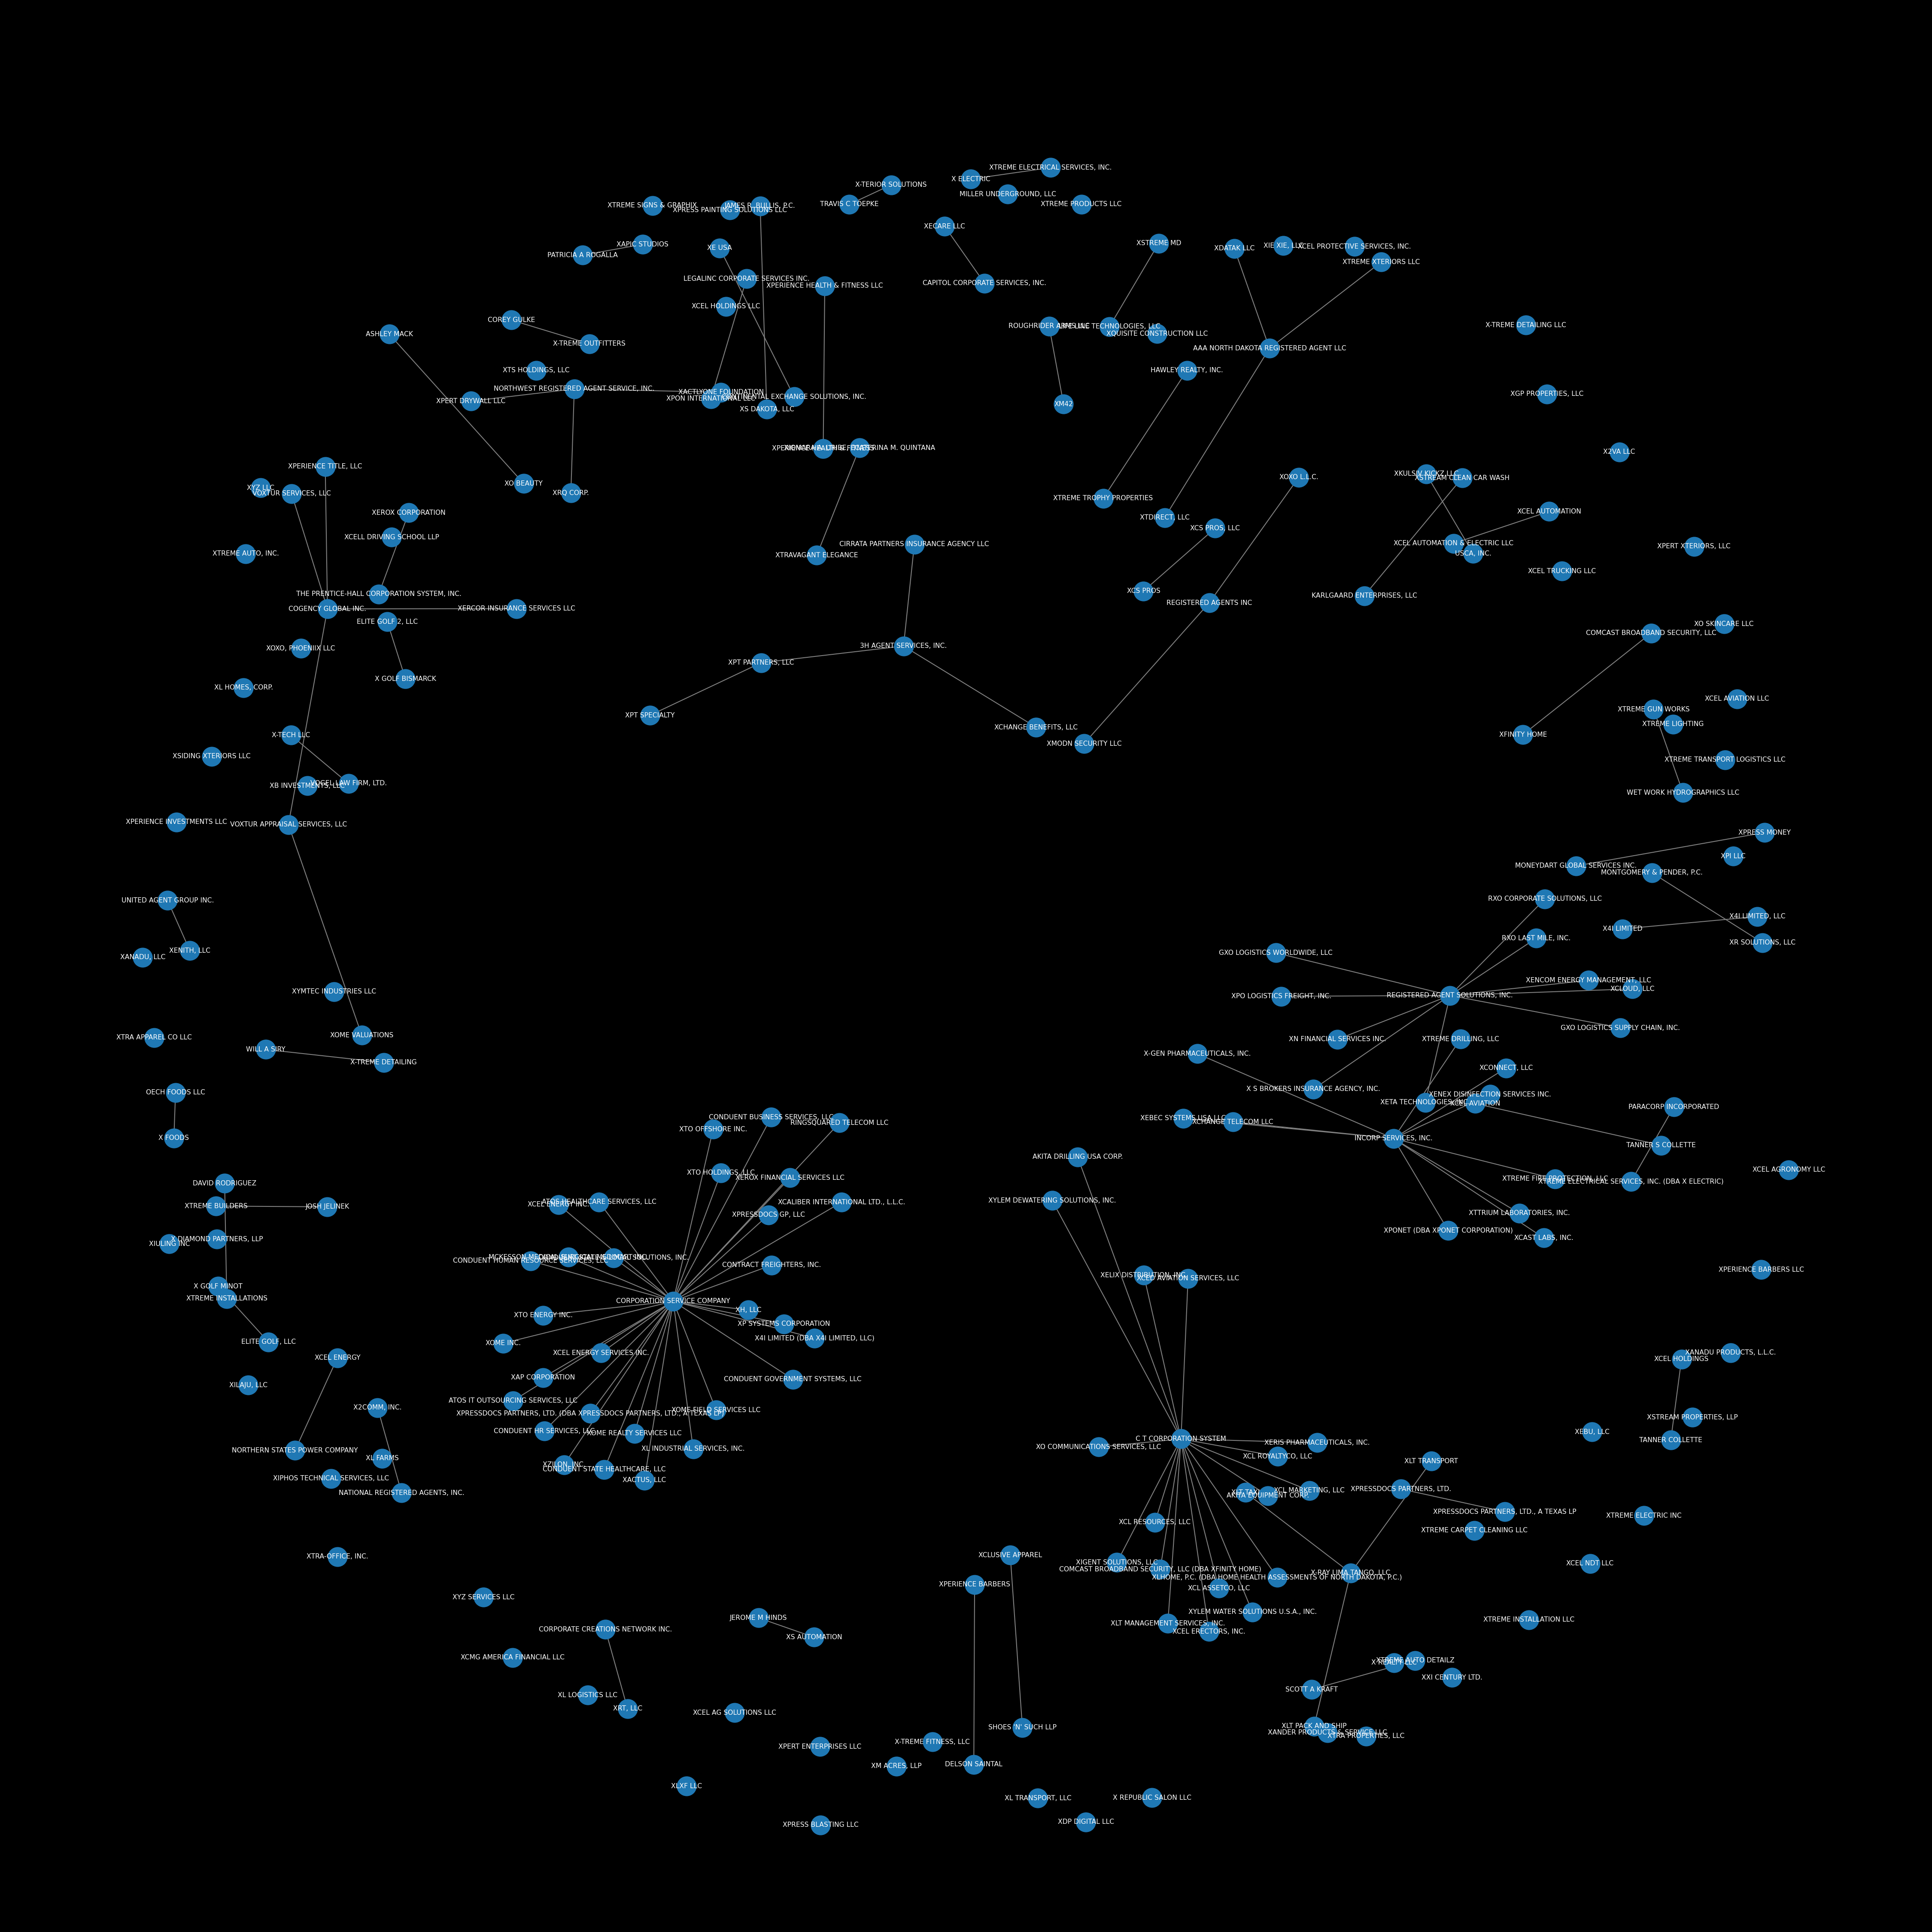 XTREME ELECTRICAL SERVICES, INC.
X ELECTRIC
X-TERIOR SOLUTIONS
MILLER UNDERGROUND, LLC
TRAVIS C TOEPKE
XTREME PRODUCTS LLC
XTREME SIGNS & GRAPHIX
JAMES R. BULLIS, P.C.
XPRESS PAINTING SOLUTIONS LLC
XECARE LLC
XAPIC STUDIOS
XE USA
XSTREME MD
XDATAK LLC
XIE XIE, LLC
XCEL PROTECTIVE SERVICES, INC.
PATRICIA A ROGALLA
XTREME XTERIORS LLC
LEGALINC CORPORATE SERVICES INC.
CAPITOL CORPORATE SERVICES, INC.
XPERIENCE HEALTH & FITNESS LLC
XCEL HOLDINGS LLC
COREY GULKE
X-TREME DETAILING LLC
ROUGHRIDER ARMS LLC
ASHLEY MACK
XQUISITE CONSTRUCTION LLC
X-TREME OUTFITTERS
AAA NORTH DAKOTA REGISTERED AGENT LLC
XTS HOLDINGS, LLC
HAWLEY REALTY, INC.
NORTHWEST REGISTERED AGENT SERVICE, INC.
XACTLYONE FOUNDATION
XGP PROPERTIES, LLC
XPON INTERNATIONAL LLC
CONTINENTAL EXCHANGE SOLUTIONS, INC.
XPERT DRYWALL LLC
XM42
XS DAKOTA, LLC
XPERIENCE HEALTH & FITNESS
X2VA LLC
XPERIENCE TITLE, LLC
XKULSIV KICKZ LLC
XSTREAM CLEAN CAR WASH
XOXO L.L.C.
XO BEAUTY
XYZ LLC
VOXTUR SERVICES, LLC
XRQ CORP.
XTREME TROPHY PROPERTIES
XEROX CORPORATION
XCEL AUTOMATION
XTDIRECT, LLC
XCS PROS, LLC
XCELL DRIVING SCHOOL LLP
CIRRATA PARTNERS INSURANCE AGENCY LLC
XCEL AUTOMATION & ELECTRIC LLC
XPERT XTERIORS, LLC
XTREME AUTO, INC.
XTRAVAGANT ELEGANCE
USCA, INC.
XCEL TRUCKING LLC
XCS PROS
THE PRENTICE-HALL CORPORATION SYSTEM, INC.
KARLGAARD ENTERPRISES, LLC
REGISTERED AGENTS INC
COGENCY GLOBAL INC.
XERCOR INSURANCE SERVICES LLC
ELITE GOLF 2, LLC
XO SKINCARE LLC
COMCAST BROADBAND SECURITY, LLC
3H AGENT SERVICES, INC.
XOXO, PHOENIIX LLC
XPT PARTNERS, LLC
X GOLF BISMARCK
XL HOMES, CORP.
XCEL AVIATION LLC
XTREME GUN WORKS
XPT SPECIALTY
XTREME LIGHTING
XCHANGE BENEFITS, LLC
X-TECH LLC
XFINITY HOME
XMODN SECURITY LLC
XSIDING XTERIORS LLC
XTREME TRANSPORT LOGISTICS LLC
XB INVESTMENTS, LLC
VOGEL LAW FIRM, LTD.
WET WORK HYDROGRAPHICS LLC
XPERIENCE INVESTMENTS LLC
VOXTUR APPRAISAL SERVICES, LLC
XPRESS MONEY
XPI LLC
MONEYDART GLOBAL SERVICES INC.
MONTGOMERY & PENDER, P.C.
UNITED AGENT GROUP INC.
RXO CORPORATE SOLUTIONS, LLC
X4I LIMITED, LLC
X4I LIMITED
RXO LAST MILE, INC.
XR SOLUTIONS, LLC
XENITH, LLC
GXO LOGISTICS WORLDWIDE, LLC
XANADU, LLC
XENCOM ENERGY MANAGEMENT, LLC
XCLOUD, LLC
XYMTEC INDUSTRIES LLC
XPO LOGISTICS FREIGHT, INC.
REGISTERED AGENT SOLUTIONS, INC.
GXO LOGISTICS SUPPLY CHAIN, INC.
XOME VALUATIONS
XTRA APPAREL CO LLC
XN FINANCIAL SERVICES INC.
XTREME DRILLING, LLC
WILL A SIRY
X-GEN PHARMACEUTICALS, INC.
X-TREME DETAILING
XCONNECT, LLC
X S BROKERS INSURANCE AGENCY, INC.
OECH FOODS LLC
XENEX DISINFECTION SERVICES INC.
XETA TECHNOLOGIES, INC.
XCEL AVIATION
PARACORP INCORPORATED
CONDUENT BUSINESS SERVICES, LLC
XEBEC SYSTEMS USA LLC
XCHANGE TELECOM LLC
RINGSQUARED TELECOM LLC
XTO OFFSHORE INC.
X FOODS
INCORP SERVICES, INC.
TANNER S COLLETTE
AKITA DRILLING USA CORP.
XCEL AGRONOMY LLC
XTO HOLDINGS, LLC
XEROX FINANCIAL SERVICES LLC
XTREME FIRE PROTECTION, LLC
XTREME ELECTRICAL SERVICES, INC. (DBA X ELECTRIC)
DAVID RODRIGUEZ
XYLEM DEWATERING SOLUTIONS, INC.
ATOS HEALTHCARE SERVICES, LLC
XCEL ENERGY INC.
XCALIBER INTERNATIONAL LTD., L.L.C.
XTREME BUILDERS
JOSH JELINEK
XPRESSDOCS GP, LLC
XTTRIUM LABORATORIES, INC.
XPONET (DBA XPONET CORPORATION)
X DIAMOND PARTNERS, LLP
XCAST LABS, INC.
XIULING INC
CONDUENT HUMAN RESOURCE SERVICES, LLC
CONTRACT FREIGHTERS, INC.
XPERIENCE BARBERS LLC
XELIX DISTRIBUTION, INC.
XCED AVIATION SERVICES, LLC
X GOLF MINOT
XTREME INSTALLATIONS
CORPORATION SERVICE COMPANY
XH, LLC
XTO ENERGY INC.
XP SYSTEMS CORPORATION
X4I LIMITED (DBA X4I LIMITED, LLC)
ELITE GOLF, LLC
XOME INC.
XCEL ENERGY SERVICES INC.
XANADU PRODUCTS, L.L.C.
XCEL ENERGY
XCEL HOLDINGS
XAP CORPORATION
CONDUENT GOVERNMENT SYSTEMS, LLC
XILAJU, LLC
ATOS IT OUTSOURCING SERVICES, LLC
X2COMM, INC.
XOME FIELD SERVICES LLC
XPRESSDOCS PARTNERS, LTD. (DBA XPRESSDOCS PARTNERS, LTD., A TEXAS LP)
XSTREAM PROPERTIES, LLP
CONDUENT HR SERVICES, LLC
XOME REALTY SERVICES LLC
XEBU, LLC
C T CORPORATION SYSTEM
TANNER COLLETTE
XERIS PHARMACEUTICALS, INC.
XO COMMUNICATIONS SERVICES, LLC
XL INDUSTRIAL SERVICES, INC.
NORTHERN STATES POWER COMPANY
XCL ROYALTYCO, LLC
XL FARMS
XLT TRANSPORT
XZILON, INC.
CONDUENT STATE HEALTHCARE, LLC
XIPHOS TECHNICAL SERVICES, LLC
XACTUS, LLC
XPRESSDOCS PARTNERS, LTD.
XCL MARKETING, LLC
XLT TAXI
AKITA EQUIPMENT CORP.
NATIONAL REGISTERED AGENTS, INC.
XPRESSDOCS PARTNERS, LTD., A TEXAS LP
XTREME ELECTRIC INC
XCL RESOURCES, LLC
XTREME CARPET CLEANING LLC
XCLUSIVE APPAREL
XTRA-OFFICE, INC.
XIGENT SOLUTIONS, LLC
XCEL NDT LLC
COMCAST BROADBAND SECURITY, LLC (DBA XFINITY HOME)
X-RAY LIMA TANGO, LLC
XLHOME, P.C. (DBA HOME HEALTH ASSESSMENTS OF NORTH DAKOTA, P.C.)
XPERIENCE BARBERS
XCL ASSETCO, LLC
XYZ SERVICES LLC
XYLEM WATER SOLUTIONS U.S.A., INC.
JEROME M HINDS
XTREME INSTALLATION LLC
XLT MANAGEMENT SERVICES, INC.
CORPORATE CREATIONS NETWORK INC.
XCEL ERECTORS, INC.
XS AUTOMATION
XCMG AMERICA FINANCIAL LLC
XTREME AUTO DETAILZ
XXI CENTURY LTD.
SCOTT A KRAFT
XL LOGISTICS LLC
XRT, LLC
XCEL AG SOLUTIONS LLC
XLT PACK AND SHIP
SHOES 'N' SUCH LLP
XANDER PRODUCTS & SERVICE LLC
XTRA PROPERTIES, LLC
X-TREME FITNESS, LLC
XPERT ENTERPRISES LLC
DELSON SAINTAL
XM ACRES, LLP
XLXF LLC
XL TRANSPORT, LLC
X REPUBLIC SALON LLC
XDP DIGITAL LLC
XPRESS BLASTING LLC